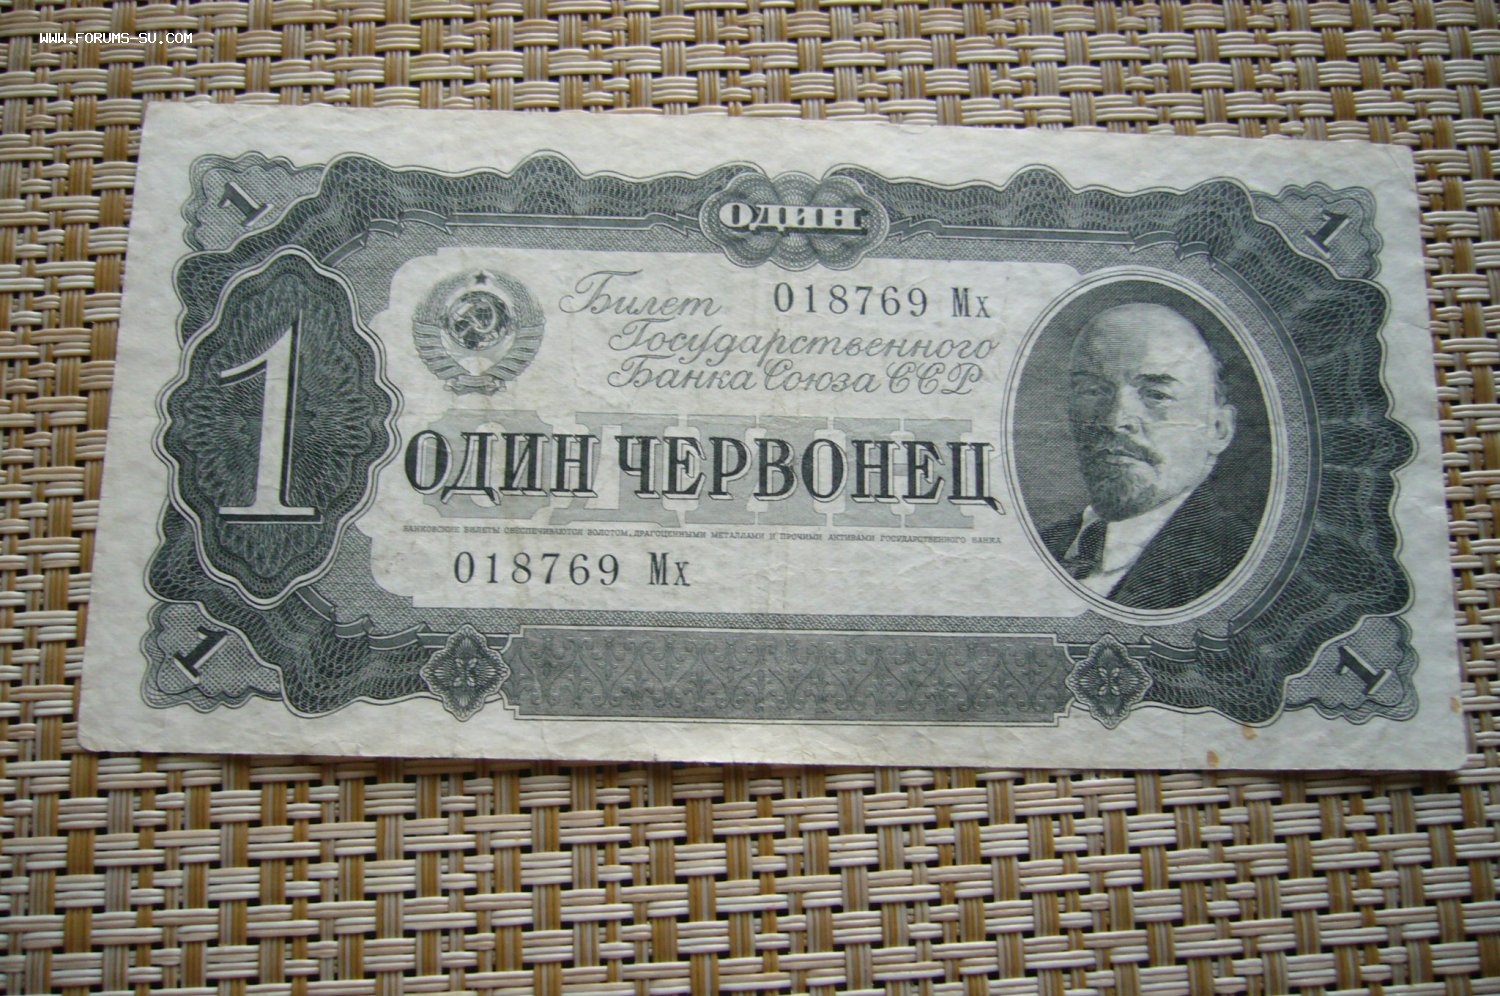 WWW.FORUMS-SU.COM
1
ОДИН
1
Билет 018769 Мх
Государственного
Банка Союза ССР
1
ОДИН
ОДИН ЧЕРВОНЕЦ
БАНКОВСКИЕ БИЛЕТЫ ОБЕСПЕЧИВАЮТСЯ ЗОЛОТОМ, ДРАГОЦЕННЫМИ МЕТАЛЛАМИ И ПРОЧИМИ АКТИВАМИ ГОСУДАРСТВЕННОГО БАНКА
018769 Мх
1
1